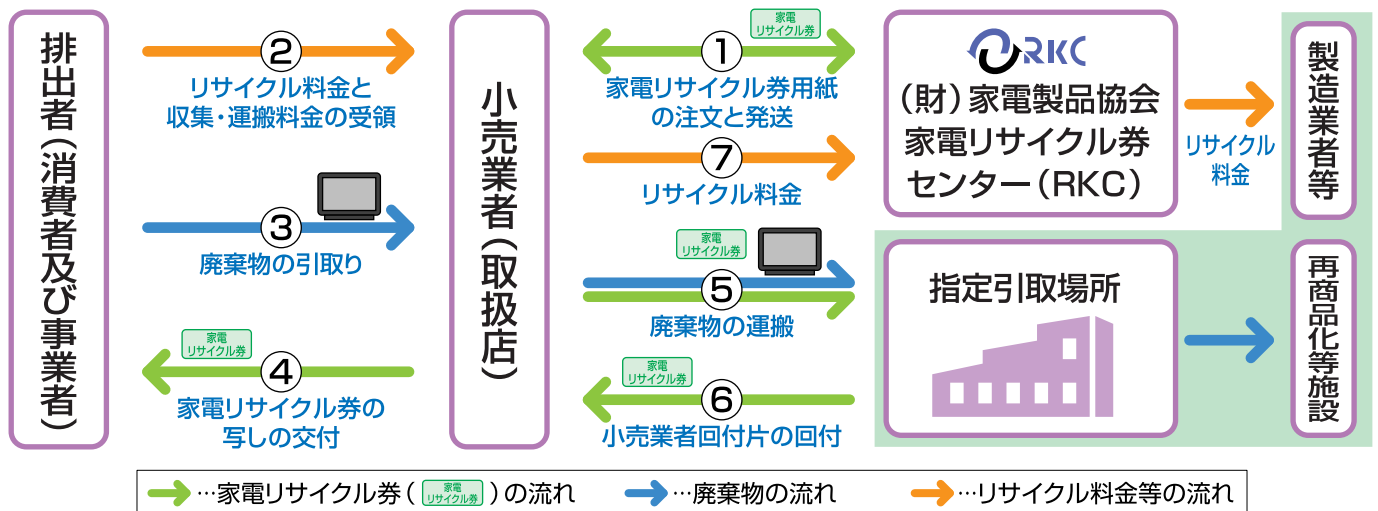 排出者(消費者及び事業者)
②
リサイクル料金と
収集・運搬料金の受領
③
廃棄物の引取り
家電
リサイクル券
④
家電リサイクル券の
写しの交付
小売業者(取扱店)
家電
リサイクル券
①
家電リサイクル券用紙
の注文と発送
⑦
リサイクル料金
家電
リサイクル券
⑤
廃棄物の運搬
家電
リサイクル券
⑥
小売業者回付片の回付
RKC
(財)家電製品協会
家電リサイクル券
センター(RKC)
リサイクル
料金
製造業者等
指定引取場所
再商品化等施設
…家電リサイクル券(家電リサイクル券)の流れ
…廃棄物の流れ
…リサイクル料金等の流れ